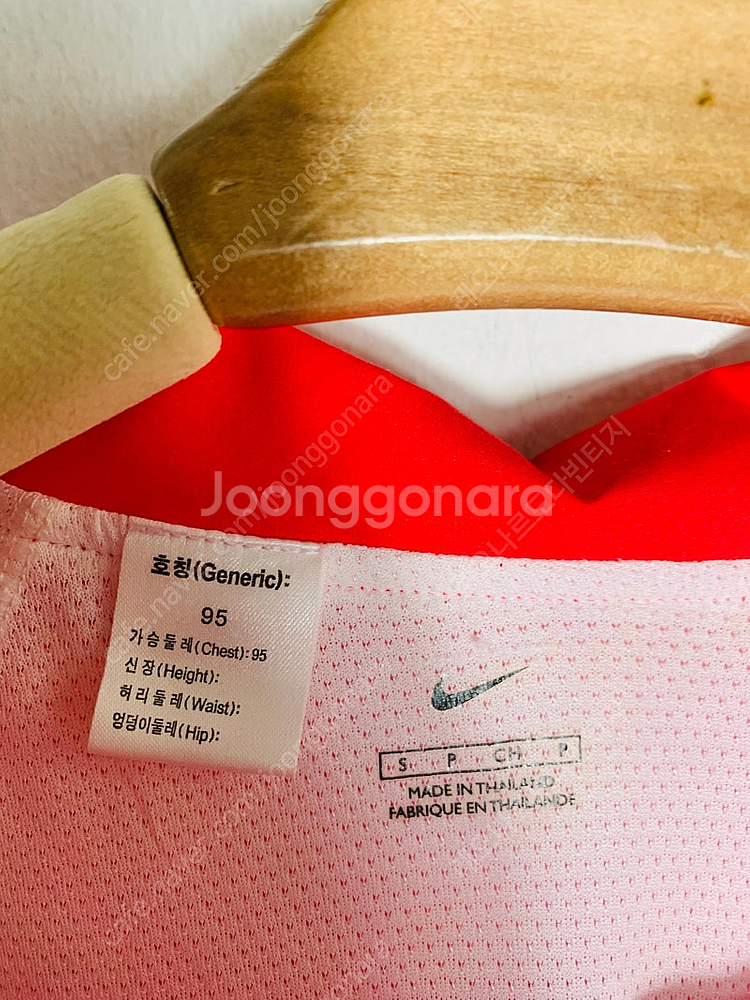 Joonggonara
cafe.naver.com/joonggonara
호칭(Generic):
95
가슴둘레(Chest):95
신장(Height):
허리둘레(Waist):
엉덩이둘레(Hip):
S P CH P
MADE IN THAILAND
FABRIQUE EN THAILANDE